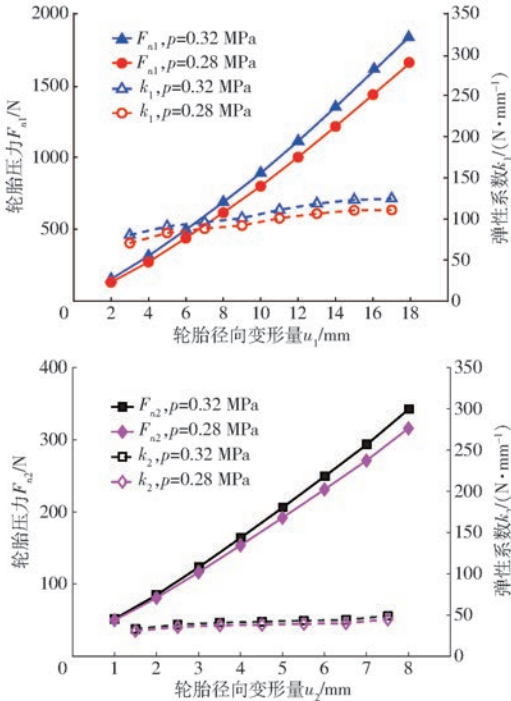 2000
1500
1000
500
0
轮胎压力Fn1/N
Fn1,p=0.32 MPa
Fn1,p=0.28 MPa
k1,p=0.32 MPa
k1,p=0.28 MPa
350
300
250
200
150
100
50
0
弹性系数k1/(N·mm⁻¹)
2 4 6 8 10 12 14 16 18
轮胎径向变形量u1/mm
400
300
200
100
0
轮胎压力Fn2/N
Fn2,p=0.32 MPa
Fn2,p=0.28 MPa
k2,p=0.32 MPa
k2,p=0.28 MPa
350
300
250
200
150
100
50
0
弹性系数k2/(N·mm⁻¹)
1 2 3 4 5 6 7 8
轮胎径向变形量u2/mm